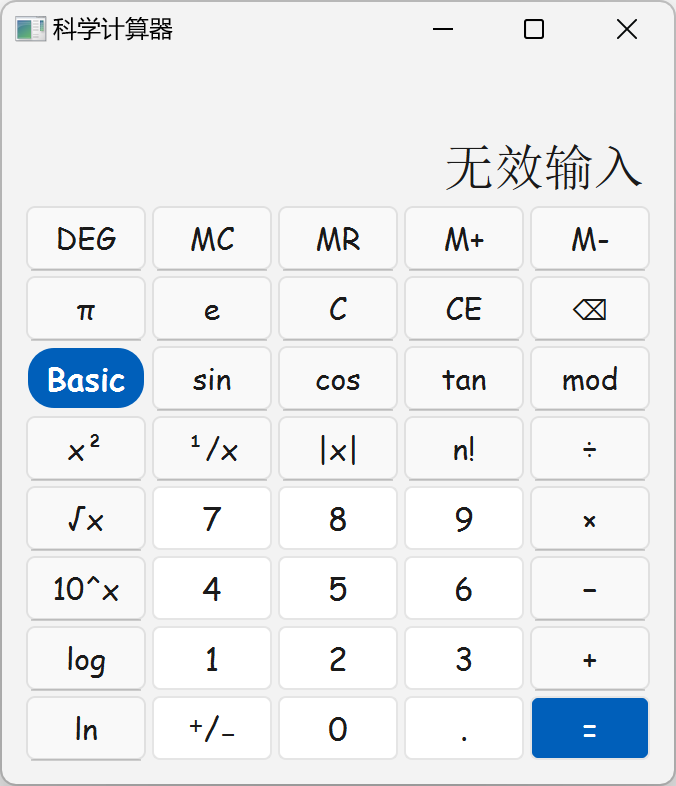 科学计算器
无效输入
DEG MC MR M+ M-
π e C CE ⌫
Basic sin cos tan mod
x² ¹/x |x| n! ÷
√x 7 8 9 ×
10^x 4 5 6 −
log 1 2 3 +
ln ⁺/₋ 0 . =